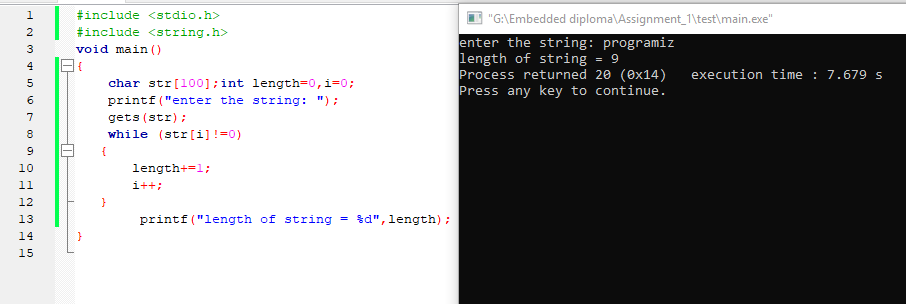 1 #include <stdio.h>
2 #include <string.h>
3 void main()
4 {
5 char str[100];int length=0,i=0;
6 printf("enter the string: ");
7 gets(str);
8 while (str[i]!=0)
9 {
10 length+=1;
11 i++;
12 }
13 printf("length of string = %d",length);
14 }
15
"G:\Embedded diploma\Assignment_1\test\main.exe"
enter the string: programiz
length of string = 9
Process returned 20 (0x14)   execution time : 7.679 s
Press any key to continue.